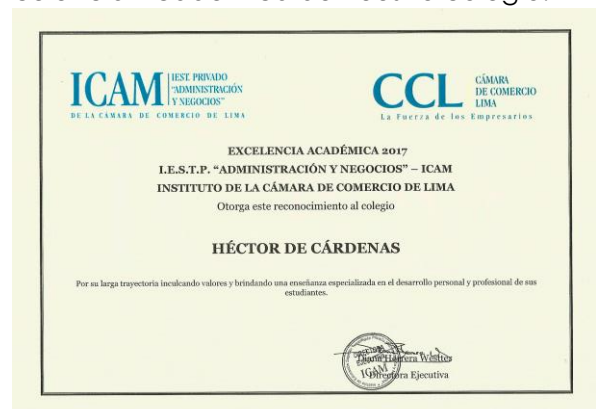 ICAM
IEST. PRIVADO
"ADMINISTRACIÓN
Y NEGOCIOS"
DE LA CÁMARA DE COMERCIO DE LIMA
CCL
CÁMARA
DE COMERCIO
LIMA
La Fuerza de los Empresarios
EXCELENCIA ACADÉMICA 2017
I.E.S.T.P. "ADMINISTRACIÓN Y NEGOCIOS" – ICAM
INSTITUTO DE LA CÁMARA DE COMERCIO DE LIMA
Otorga este reconocimiento al colegio
HÉCTOR DE CÁRDENAS
Por su larga trayectoria inculcando valores y brindando una enseñanza especializada en el desarrollo personal y profesional de sus
estudiantes.
Diana Herrera
Directora Ejecutiva
ICAM